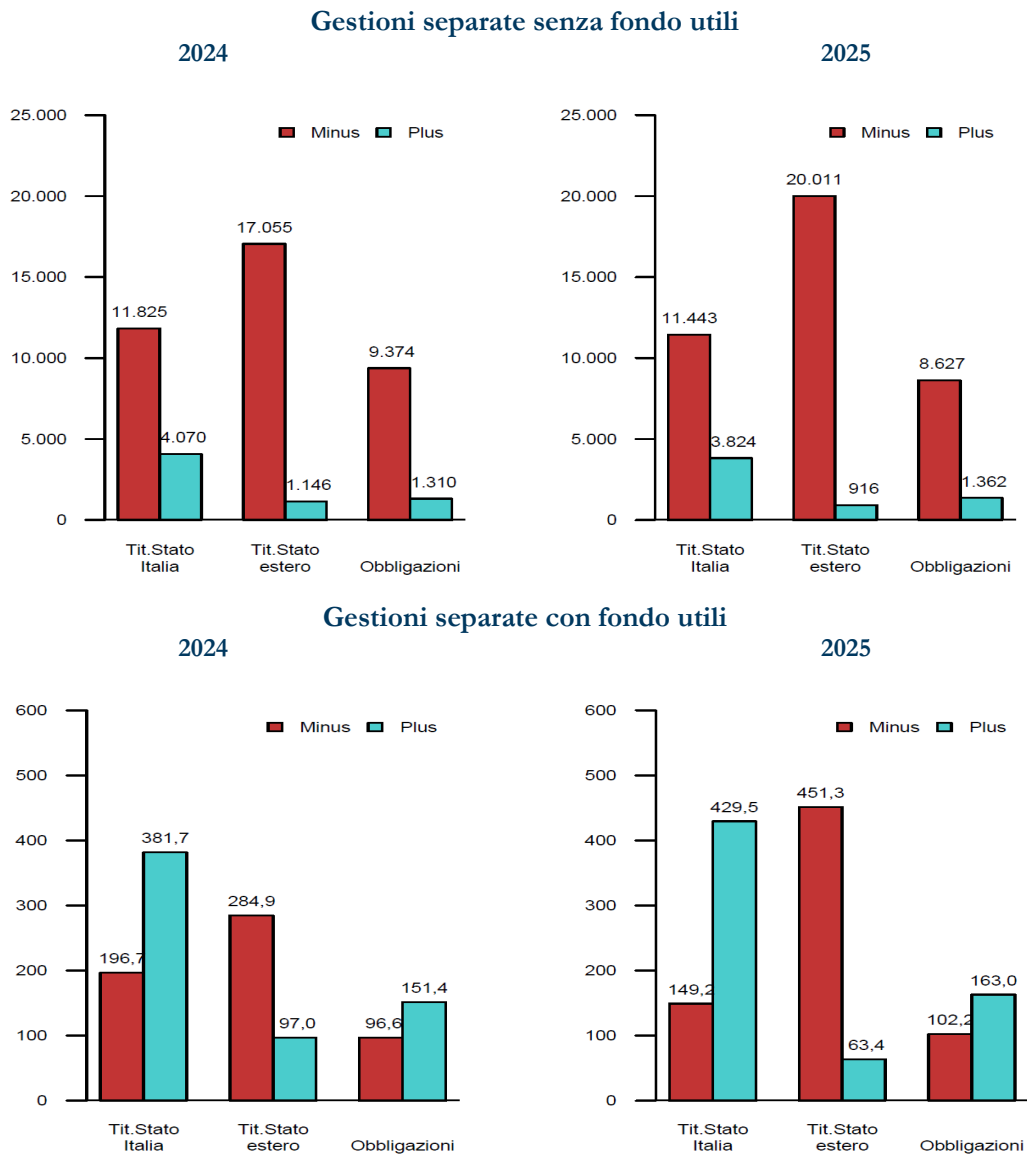 Gestioni separate senza fondo utili
2024
25.000
20.000
15.000
10.000
5.000
0
Minus Plus
11.825
4.070
17.055
1.146
9.374
1.310
Tit.Stato
Italia
Tit.Stato
estero
Obbligazioni
2025
25.000
20.000
15.000
10.000
5.000
0
Minus Plus
11.443
3.824
20.011
916
8.627
1.362
Tit.Stato
Italia
Tit.Stato
estero
Obbligazioni
Gestioni separate con fondo utili
2024
600
500
400
300
200
100
0
Minus Plus
196,7
381,7
284,9
97,0
96,6
151,4
Tit.Stato
Italia
Tit.Stato
estero
Obbligazioni
2025
600
500
400
300
200
100
0
Minus Plus
149,2
429,5
451,3
63,4
102,2
163,0
Tit.Stato
Italia
Tit.Stato
estero
Obbligazioni